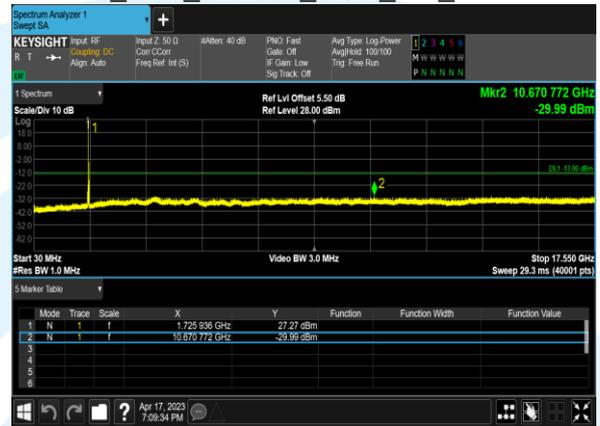 Spectrum Analyzer 1
Swept SA
KEYSIGHT Input: RF Input Z: 50 Ω #Atten: 40 dB PNO: Fast Avg Type: Log-Power 1 2 3 4 5 6
R T Coupling: DC Corr CCorr Gate: Off Avg|Hold: 100/100 M W W W W W
Align: Auto Freq Ref: Int (S) IF Gain: Low Trig: Free Run
LW Sig Track: Off P N N N N N
1 Spectrum Ref Lvl Offset 5.50 dB Mkr2 10.670 772 GHz
Scale/Div 10 dB Ref Level 28.00 dBm -29.99 dBm
Log
1
18.0
8.00
-2.00
DL1 -13.00 dBm
-12.0
2
-22.0
-32.0
-42.0
-52.0
-62.0
Start 30 MHz Video BW 3.0 MHz Stop 17.550 GHz
#Res BW 1.0 MHz Sweep 29.3 ms (40001 pts)
5 Marker Table
Mode Trace Scale X Y Function Function Width Function Value
1 N 1 f 1.725 936 GHz 27.27 dBm
2 N 1 f 10.670 772 GHz -29.99 dBm
3
4
5
6
? Apr 17, 2023
7:09:34 PM